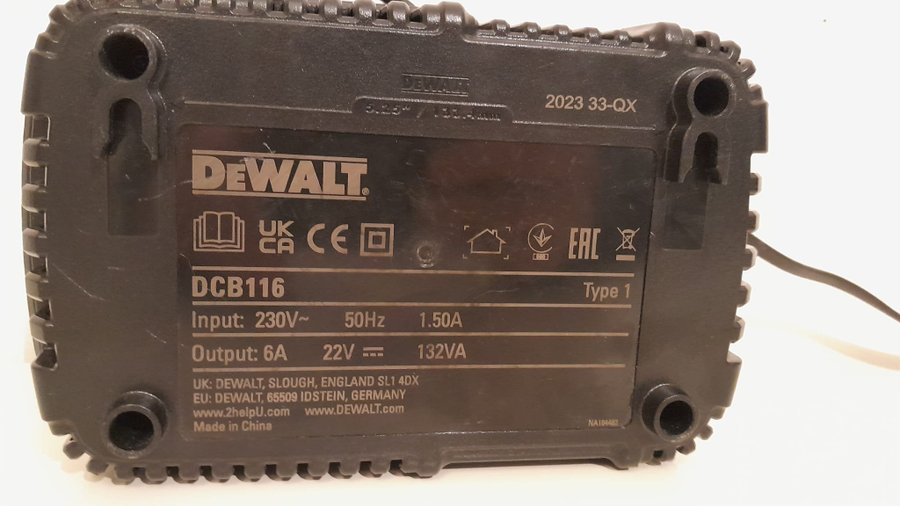 DEWALT
2023 33-QX
DEWALT®
UK CA CE EAC
DCB116 Type 1
Input: 230V~ 50Hz 1.50A
Output: 6A 22V⎓ 132VA
UK: DEWALT, SLOUGH, ENGLAND SL1 4DX
EU: DEWALT, 65509 IDSTEIN, GERMANY
www.2helpU.com www.DEWALT.com
Made in China